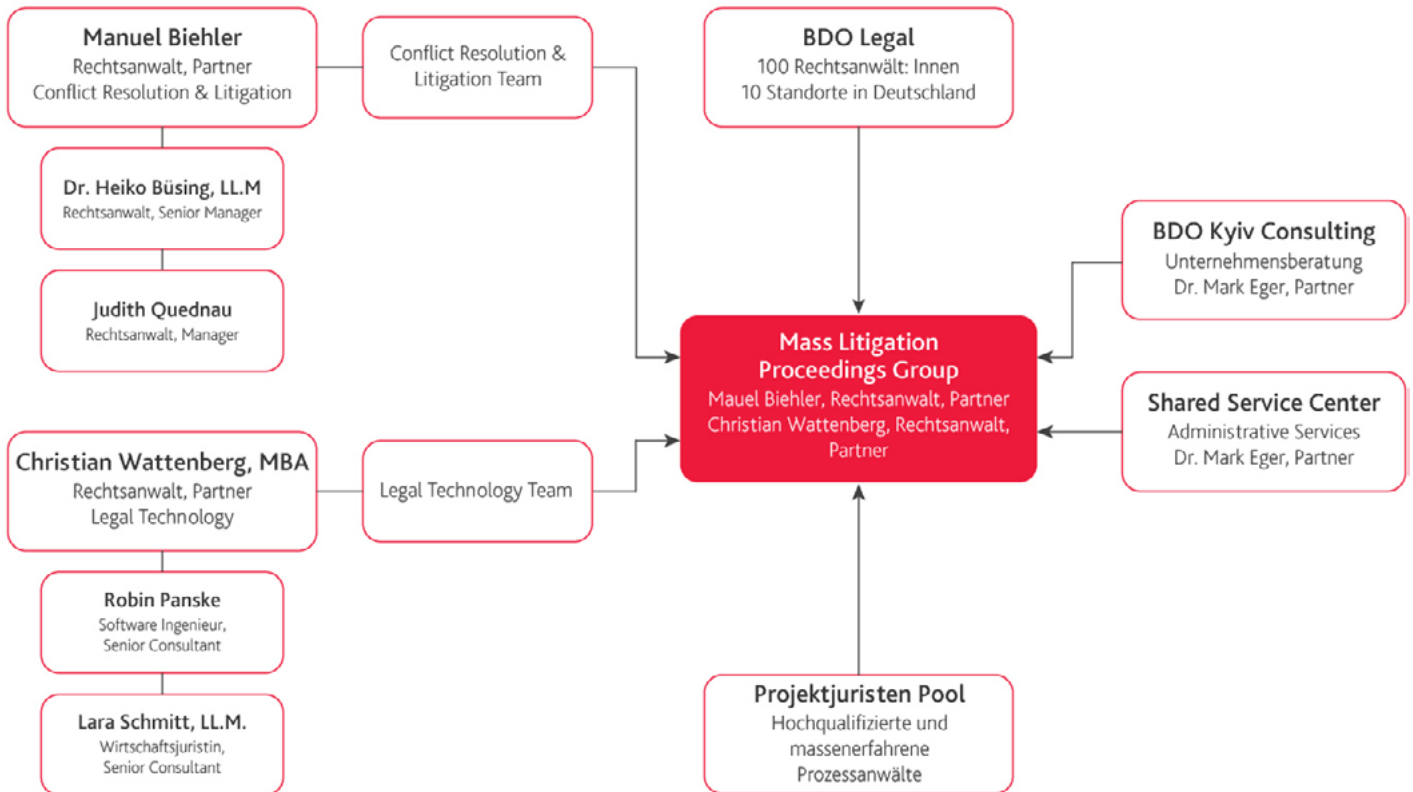 Manuel Biehler
Rechtsanwalt, Partner
Conflict Resolution & Litigation
Conflict Resolution &
Litigation Team
BDO Legal
100 Rechtsanwält: Innen
10 Standorte in Deutschland
Dr. Heiko Büsing, LL.M
Rechtsanwalt, Senior Manager
Judith Quednau
Rechtsanwalt, Manager
BDO Kyiv Consulting
Unternehmensberatung
Dr. Mark Eger, Partner
Mass Litigation
Proceedings Group
Mauel Biehler, Rechtsanwalt, Partner
Christian Wattenberg, Rechtsanwalt,
Partner
Shared Service Center
Administrative Services
Dr. Mark Eger, Partner
Christian Wattenberg, MBA
Rechtsanwalt, Partner
Legal Technology
Legal Technology Team
Robin Panske
Software Ingenieur,
Senior Consultant
Lara Schmitt, LL.M.
Wirtschaftsjuristin,
Senior Consultant
Projektjuristen Pool
Hochqualifizierte und
massenerfahrene
Prozessanwälte